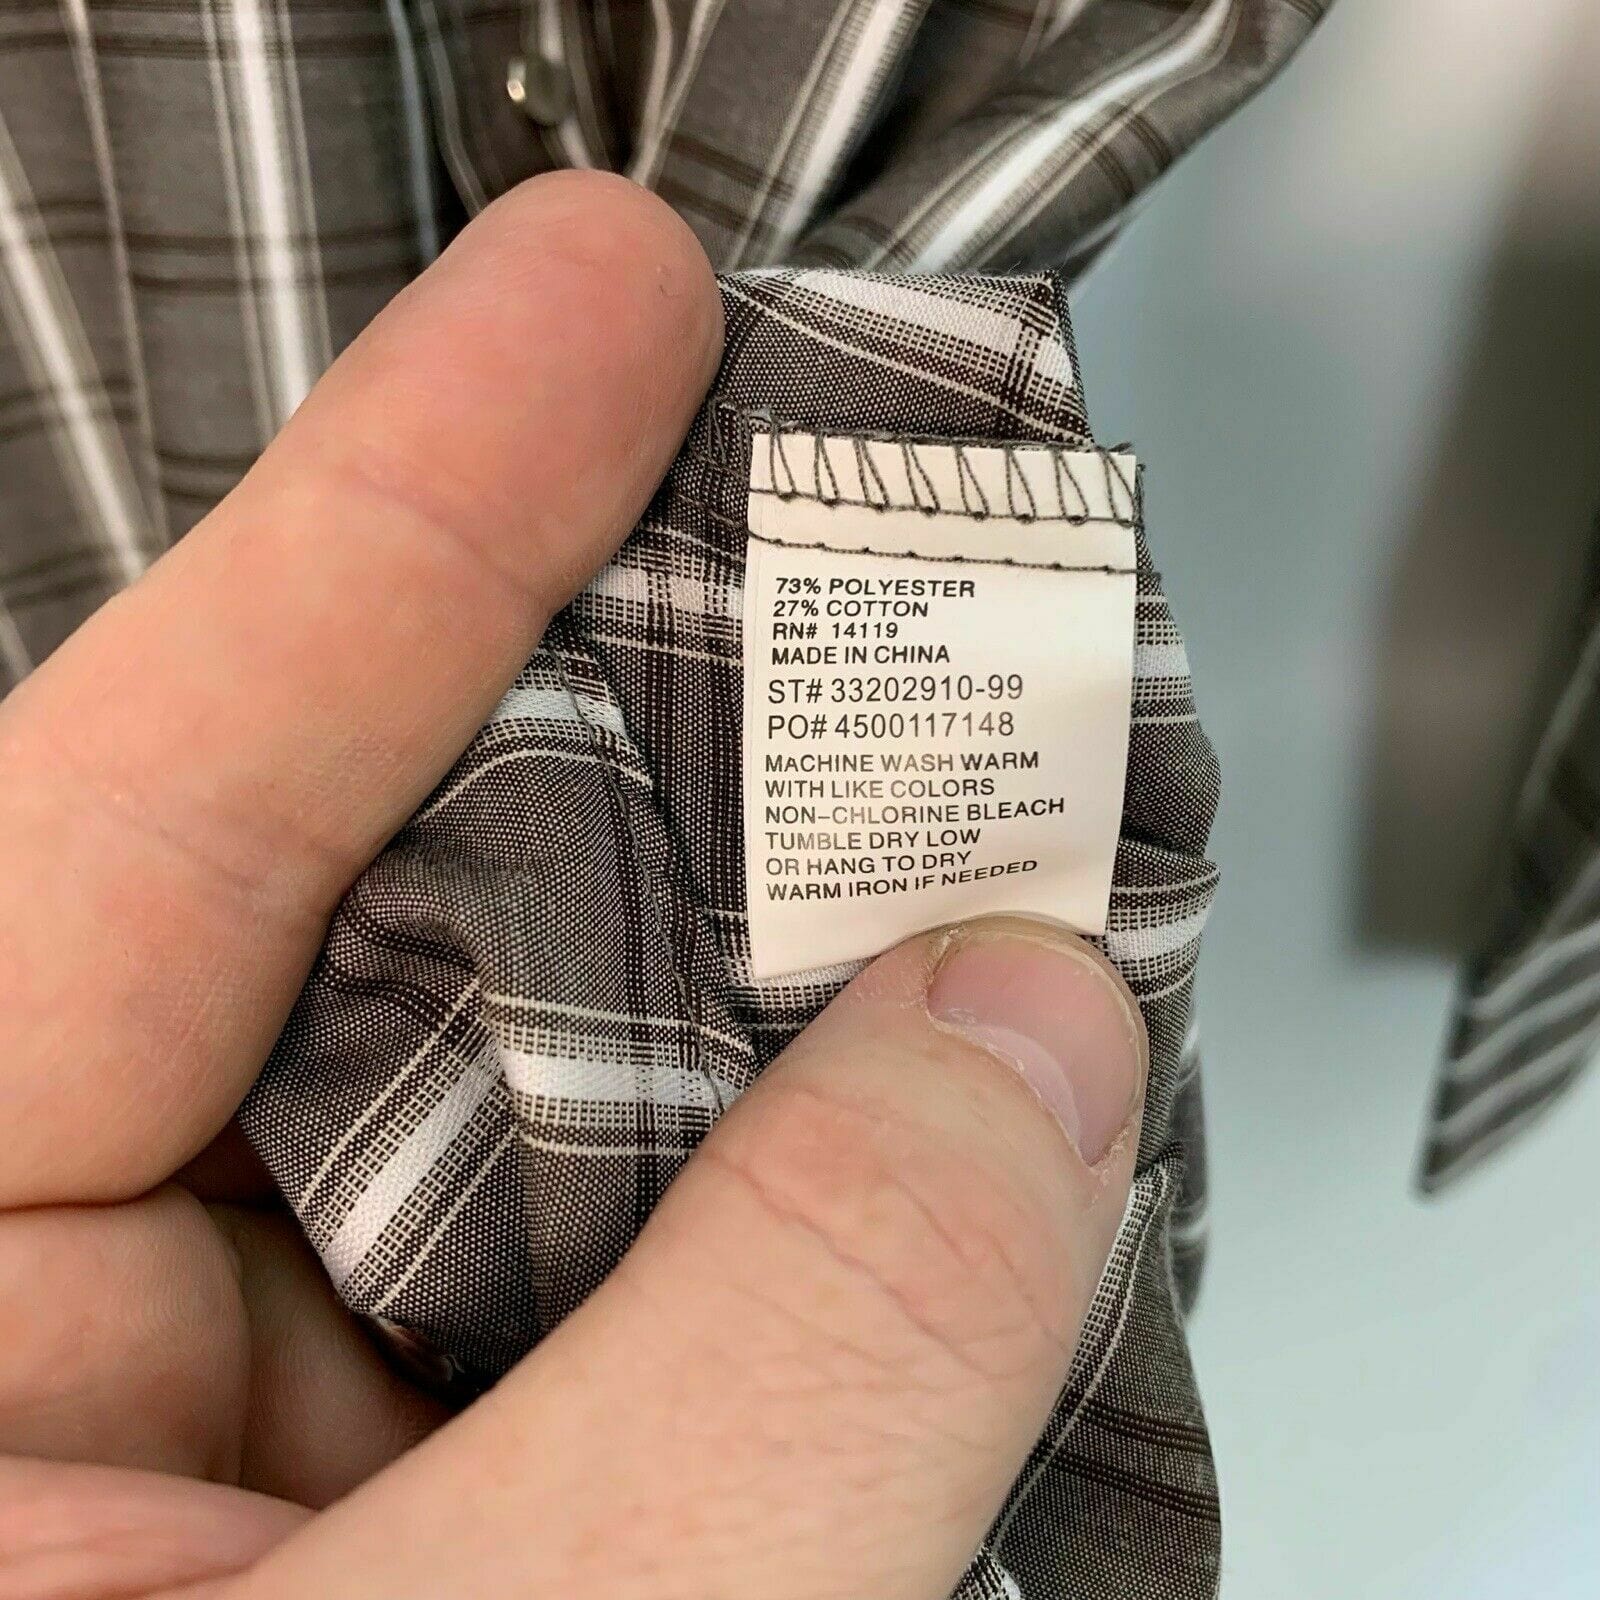 73% POLYESTER
27% COTTON
RN# 14119
MADE IN CHINA
ST# 33202910-99
PO# 4500117148
MACHINE WASH WARM
WITH LIKE COLORS
NON-CHLORINE BLEACH
TUMBLE DRY LOW
OR HANG TO DRY
WARM IRON IF NEEDED